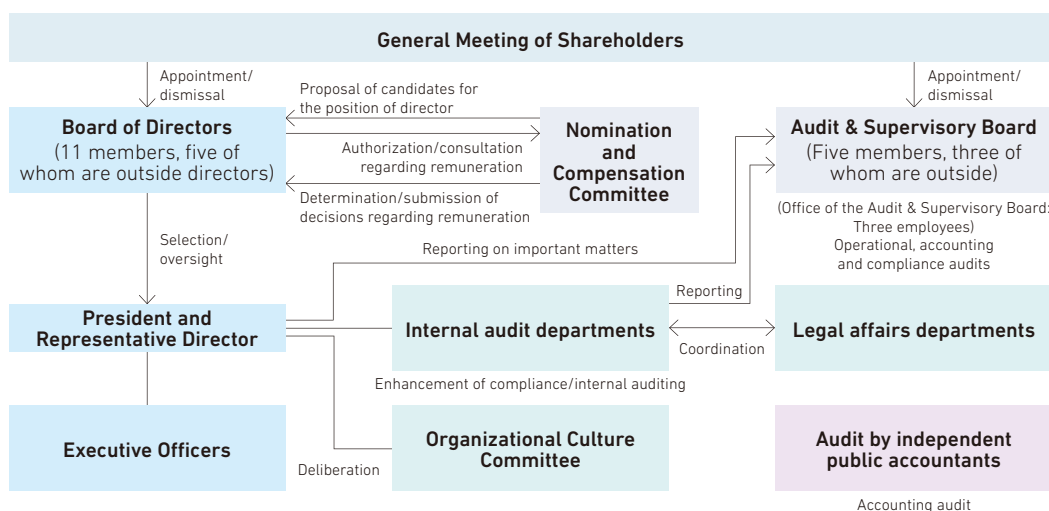 General Meeting of Shareholders
Appointment/
dismissal
Proposal of candidates for
the position of director
Appointment/
dismissal
Board of Directors
(11 members, five of
whom are outside directors)
Authorization/consultation
regarding remuneration
Determination/submission of
decisions regarding remuneration
Nomination
and
Compensation
Committee
Audit & Supervisory Board
(Five members, three of
whom are outside)
(Office of the Audit & Supervisory Board:
Three employees)
Operational, accounting
and compliance audits
Selection/
oversight
Reporting on important matters
Reporting
President and
Representative Director
Internal audit departments
Coordination
Legal affairs departments
Enhancement of compliance/internal auditing
Executive Officers
Deliberation
Organizational Culture
Committee
Audit by independent
public accountants
Accounting audit